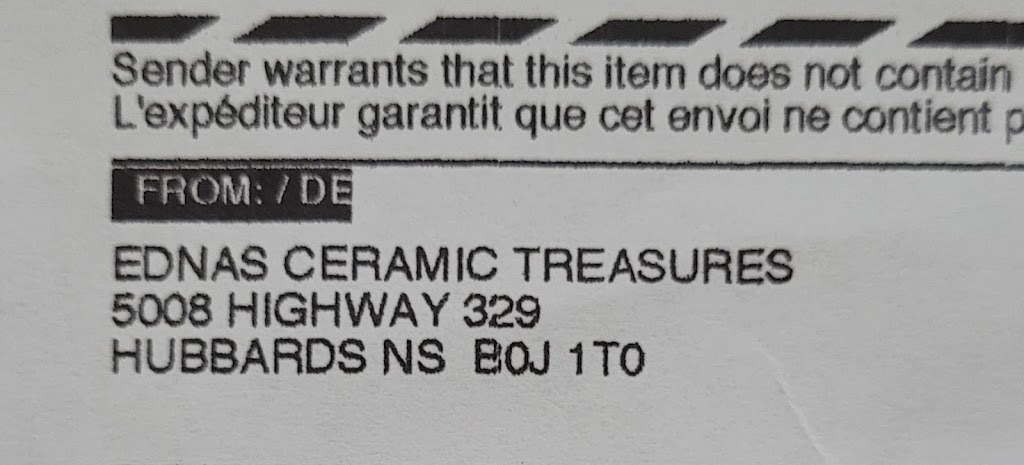 Sender warrants that this item does not contain
L'expéditeur garantit que cet envoi ne contient
FROM: / DE
EDNAS CERAMIC TREASURES
5008 HIGHWAY 329
HUBBARDS NS B0J 1T0